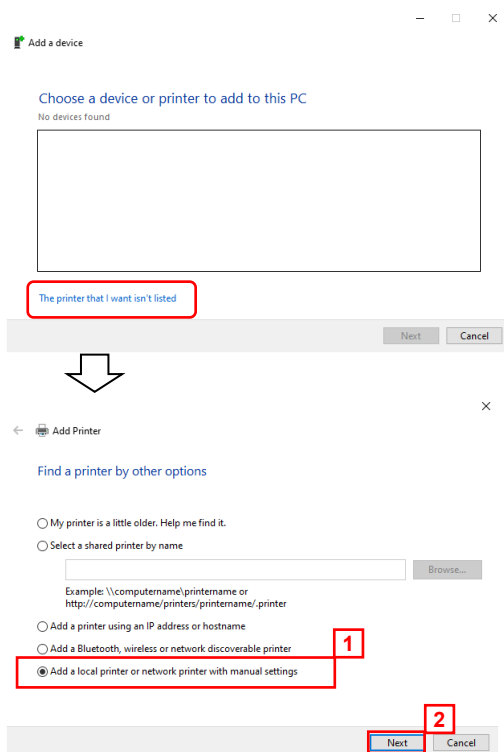 Add a device
Choose a device or printer to add to this PC
No devices found
The printer that I want isn't listed
Next
Cancel
Add Printer
Find a printer by other options
My printer is a little older. Help me find it.
Select a shared printer by name
Browse...
Example: \\computername\printername or
http://computername/printers/printername/.printer
Add a printer using an IP address or hostname
Add a Bluetooth, wireless or network discoverable printer
1
Add a local printer or network printer with manual settings
2
Next
Cancel